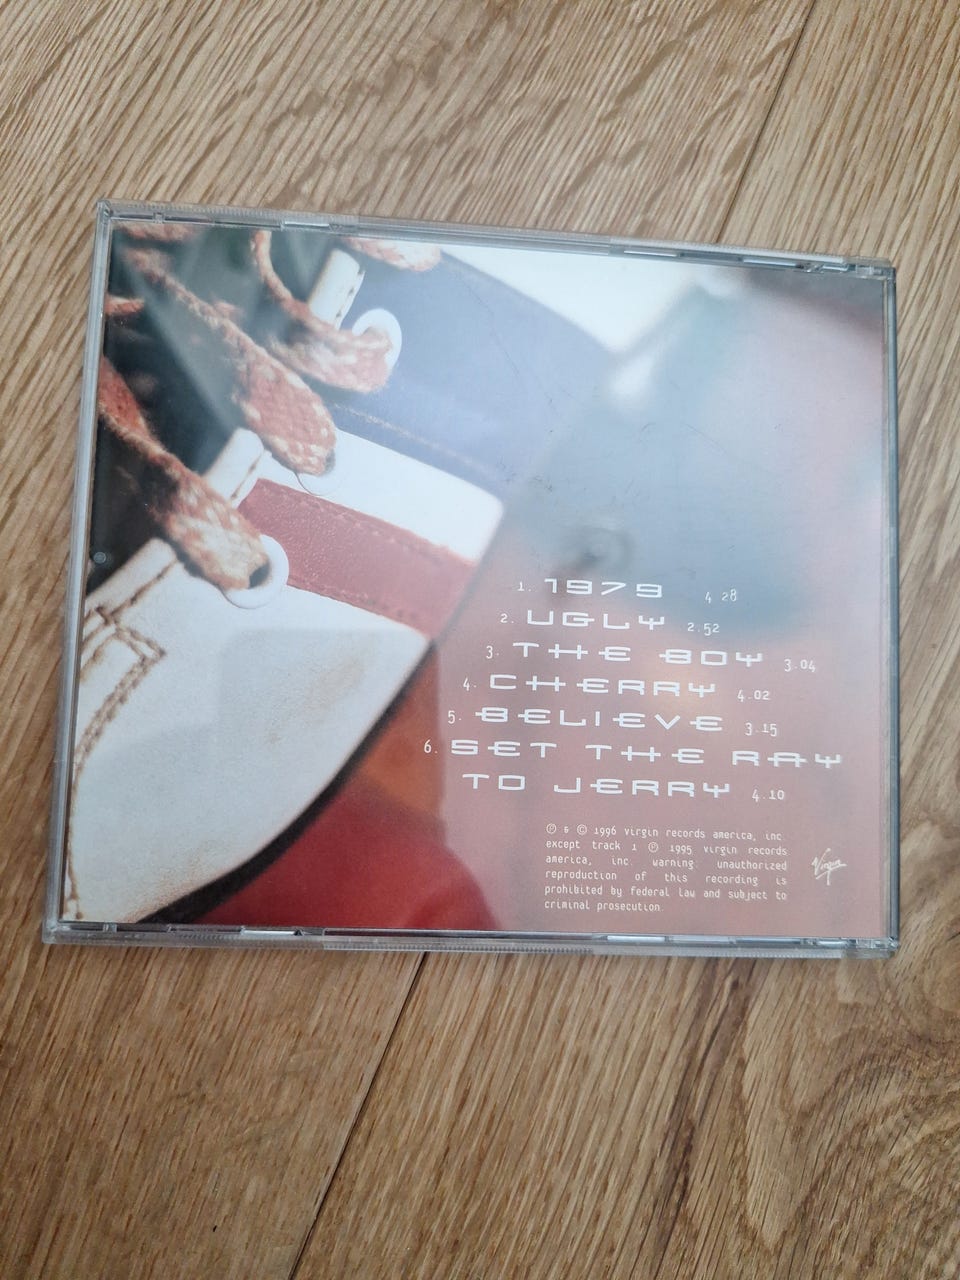 1. 1979 4 28
2. UGLY 2.52
3. THE BOY 3.04
4. CHERRY 4.02
5. BELIEVE 3.15
6. SET THE RAY
TO JERRY 4.10
℗ & © 1996 virgin records america, inc.
except track 1 ℗ 1995 virgin records
america, inc. warning unauthorized
reproduction of this recording is
prohibited by federal law and subject to
criminal prosecution.
Virgin